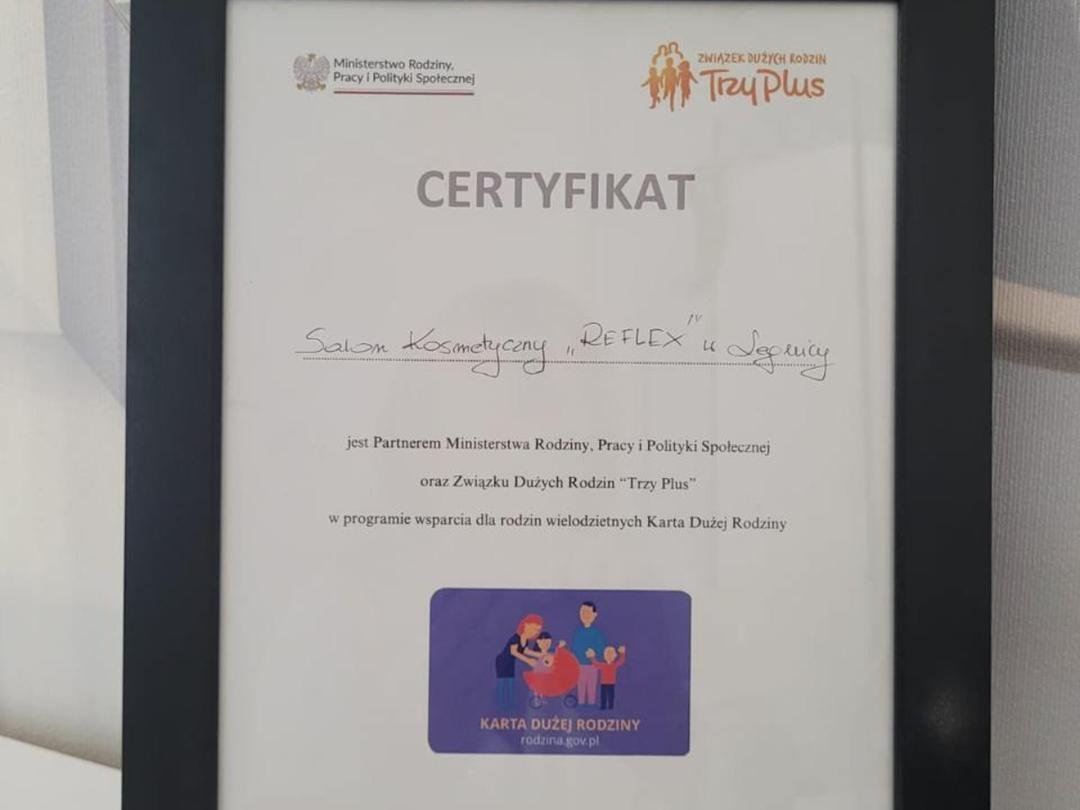 Ministerstwo Rodziny,
Pracy i Polityki Społecznej
ZWIĄZEK DUŻYCH RODZIN
TrzyPlus
CERTYFIKAT
Salon Kosmetyczny „REFLEX" w Legnicy
jest Partnerem Ministerstwa Rodziny, Pracy i Polityki Społecznej
oraz Związku Dużych Rodzin “Trzy Plus”
w programie wsparcia dla rodzin wielodzietnych Karta Dużej Rodziny
KARTA DUŻEJ RODZINY
rodzina.gov.pl